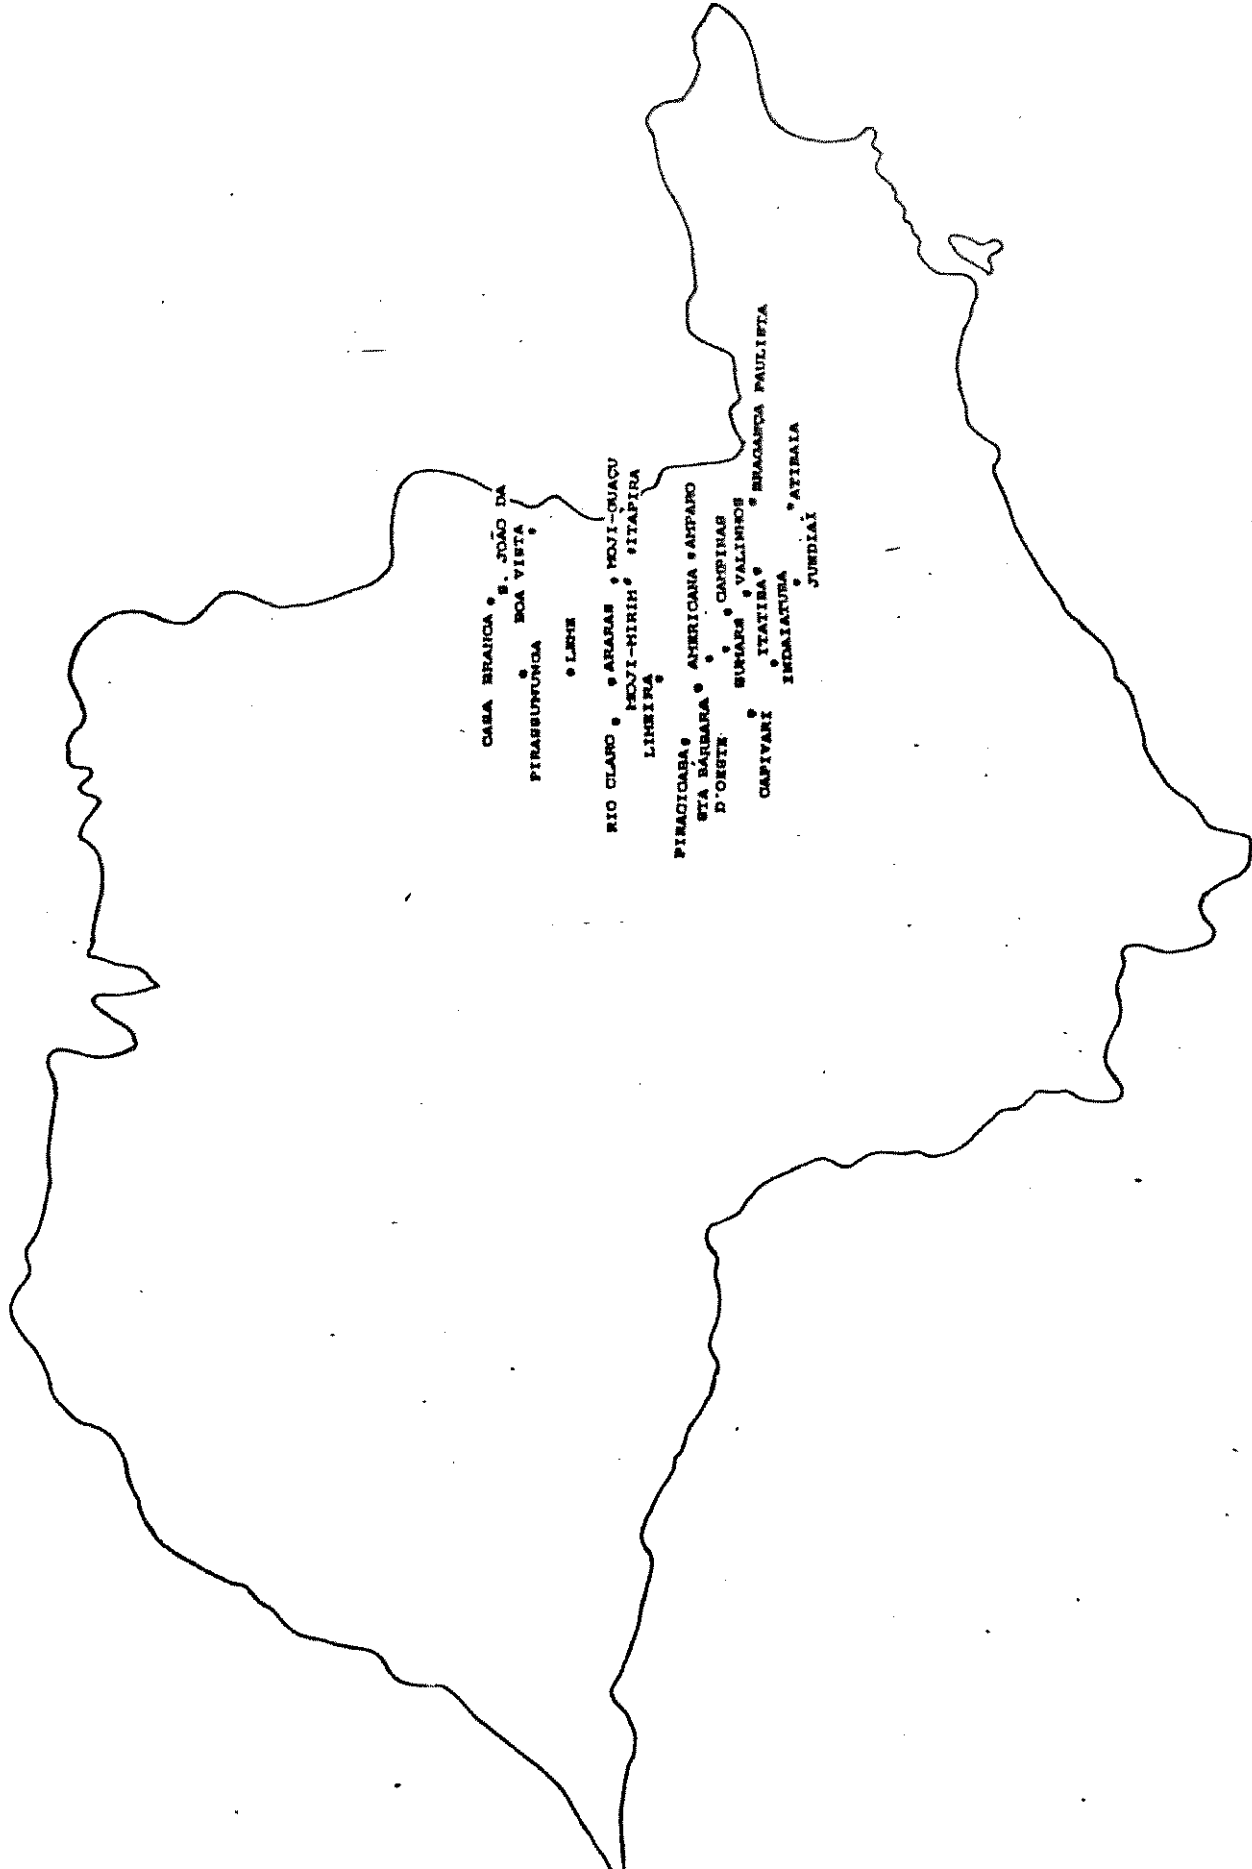 CASA BRANCA
S. JOÃO DA
BOA VISTA
PIRASSUNUNGA
LEME
MOJI-GUAÇU
ARARAS
RIO CLARO
ITAPIRA
MOJI-MIRIM
LIMEIRA
AMPARO
AMERICANA
PIRACICABA
STA BÁRBARA
D'OESTE
CAMPINAS
VALINHOS
SUMARÉ
BRAGANÇA PAULISTA
ITATIBA
CAPIVARI
INDAIATUBA
ATIBAIA
JUNDIAÍ